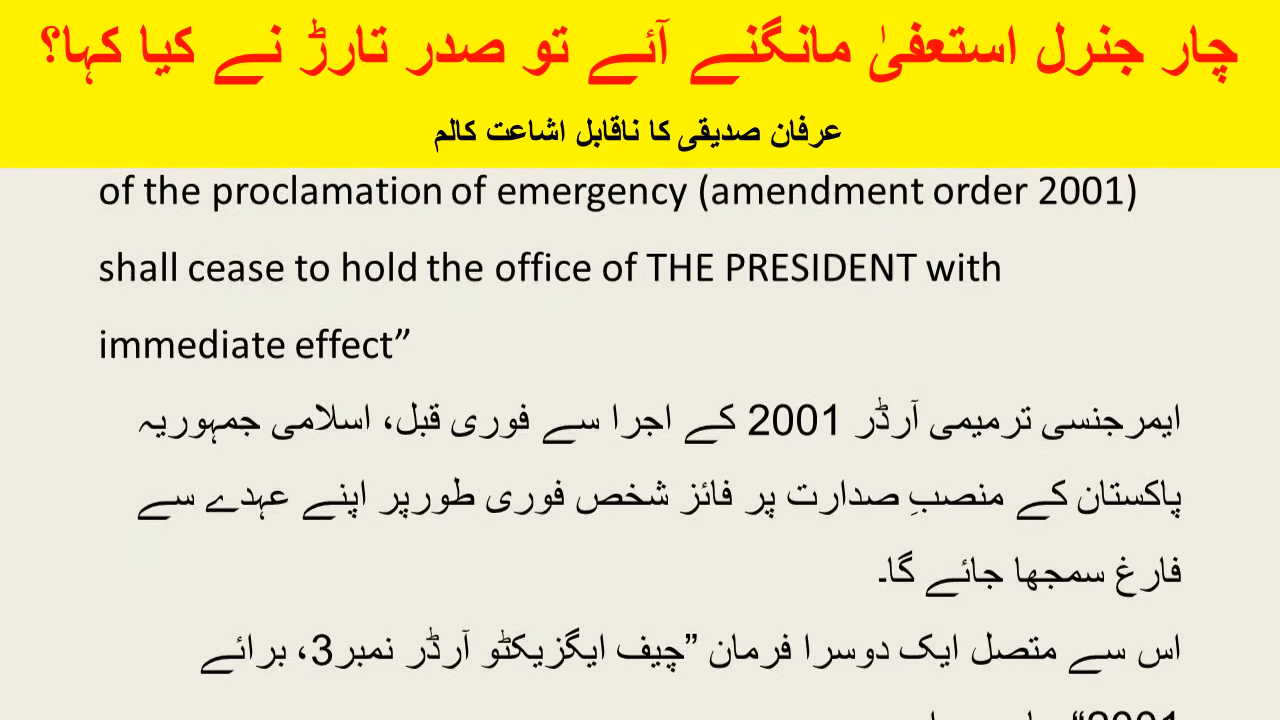 چار جنرل استعفیٰ مانگنے آئے تو صدر تارڑ نے کیا کہا؟
عرفان صدیقی کا ناقابل اشاعت کالم
of the proclamation of emergency (amendment order 2001)
shall cease to hold the office of THE PRESIDENT with
immediate effect”
ایمرجنسی ترمیمی آرڈر 2001 کے اجرا سے فوری قبل، اسلامی جمہوریہ
پاکستان کے منصبِ صدارت پر فائز شخص فوری طورپر اپنے عہدے سے
فارغ سمجھا جائے گا۔
اس سے متصل ایک دوسرا فرمان ”چیف ایگزیکٹو آرڈر نمبر3، برائے
2001“